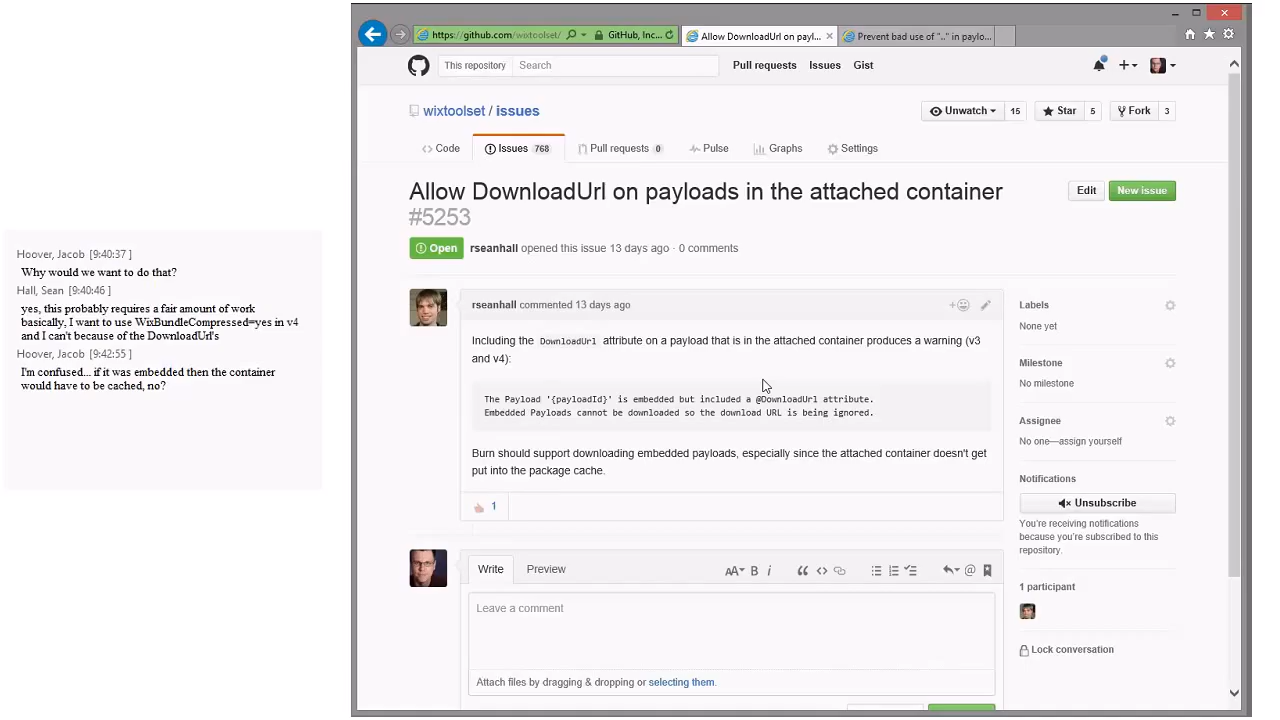 https://github.com/wixtoolset/
GitHub, Inc...
Allow DownloadUrl on payl...
Prevent bad use of ".." in paylo...
This repository
Search
Pull requests
Issues
Gist
wixtoolset / issues
Unwatch
15
Star
5
Fork
3
Code
Issues 768
Pull requests 0
Pulse
Graphs
Settings
Allow DownloadUrl on payloads in the attached container
#5253
Edit
New issue
Open
rseanhall opened this issue 13 days ago · 0 comments
Hoover, Jacob [9:40:37 ]
Why would we want to do that?
Hall, Sean [9:40:46 ]
yes, this probably requires a fair amount of work
basically, I want to use WixBundleCompressed=yes in v4
and I can't because of the DownloadUrl's
Hoover, Jacob [9:42:55 ]
I'm confused... if it was embedded then the container
would have to be cached, no?
rseanhall commented 13 days ago
Including the DownloadUrl attribute on a payload that is in the attached container produces a warning (v3
and v4):
The Payload '{payloadId}' is embedded but included a @DownloadUrl attribute.
Embedded Payloads cannot be downloaded so the download URL is being ignored.
Burn should support downloading embedded payloads, especially since the attached container doesn't get
put into the package cache.
1
Labels
None yet
Milestone
No milestone
Assignee
No one—assign yourself
Notifications
Unsubscribe
You're receiving notifications
because you're subscribed to this
repository.
1 participant
Lock conversation
Write
Preview
AA
B
i
Leave a comment
Attach files by dragging & dropping or selecting them.